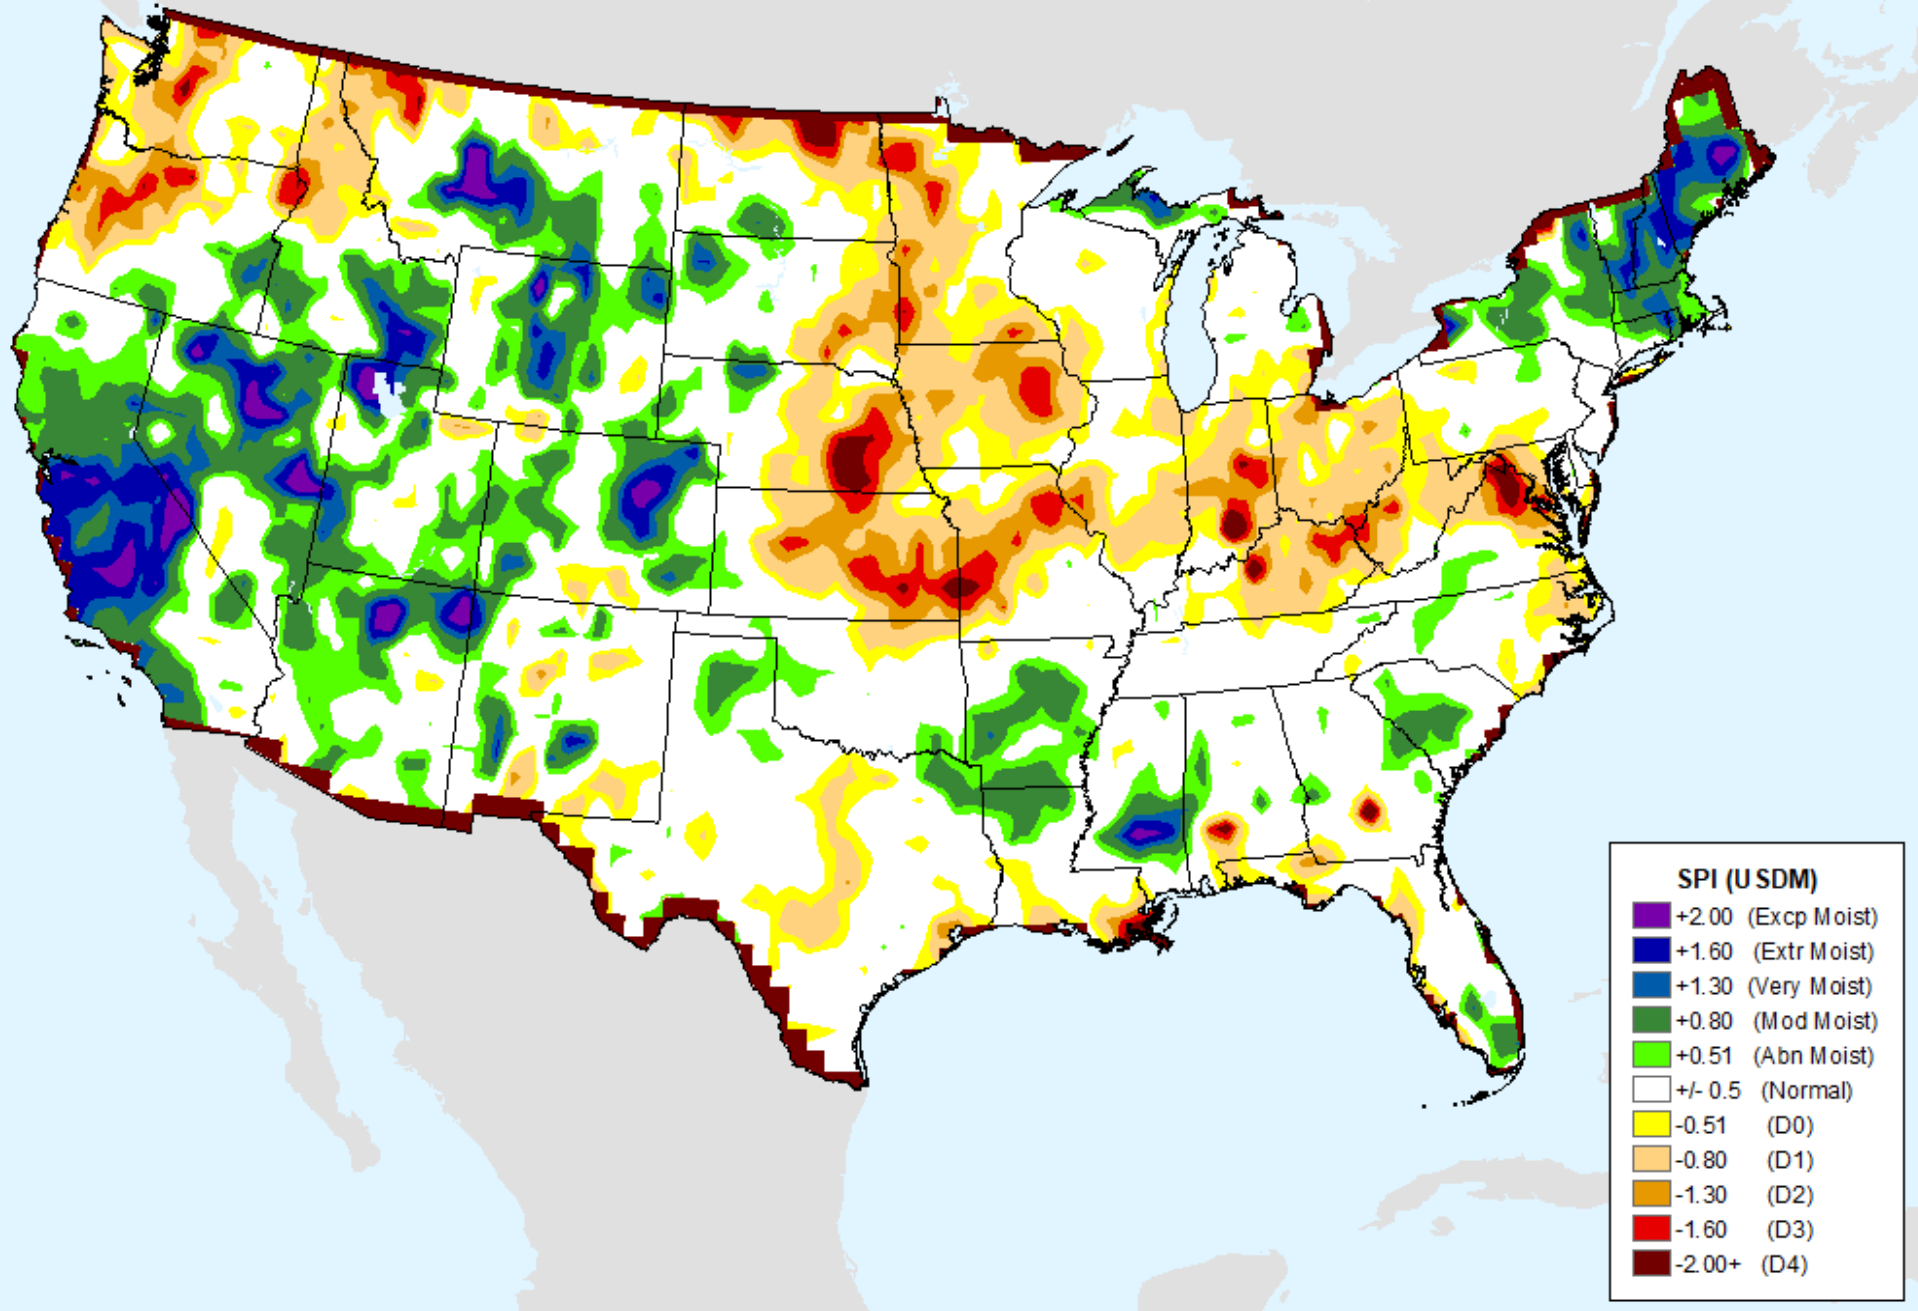 SPI (USDM)
+2.00 (Excp Moist)
+1.60 (Extr Moist)
+1.30 (Very Moist)
+0.80 (Mod Moist)
+0.51 (Abn Moist)
+/- 0.5 (Normal)
-0.51 (D0)
-0.80 (D1)
-1.30 (D2)
-1.60 (D3)
-2.00+ (D4)